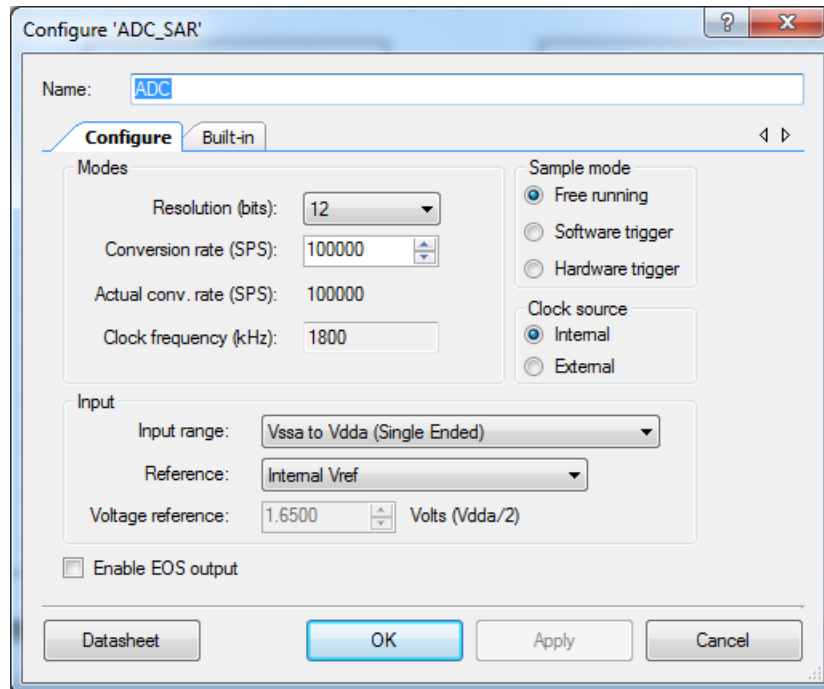 Configure 'ADC_SAR'
Name: ADC
Configure Built-in
Modes
Resolution (bits): 12
Conversion rate (SPS): 100000
Actual conv. rate (SPS): 100000
Clock frequency (kHz): 1800
Sample mode
Free running
Software trigger
Hardware trigger
Clock source
Internal
External
Input
Input range: Vssa to Vdda (Single Ended)
Reference: Internal Vref
Voltage reference: 1.6500 Volts (Vdda/2)
Enable EOS output
Datasheet OK Apply Cancel